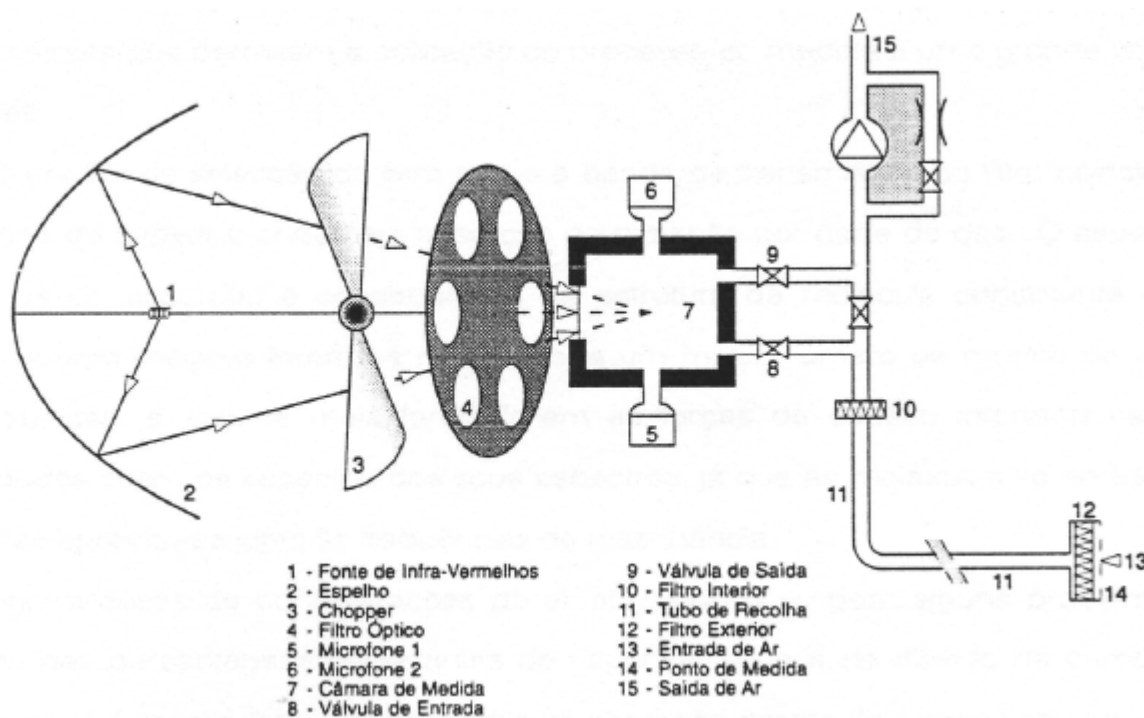 15
6
9
1
7
4
8
10
3
5
2
11
12
13
11
14
1 - Fonte de Infra-Vermelhos
2 - Espelho
3 - Chopper
4 - Filtro Óptico
5 - Microfone 1
6 - Microfone 2
7 - Câmara de Medida
8 - Válvula de Entrada
9 - Válvula de Saída
10 - Filtro Interior
11 - Tubo de Recolha
12 - Filtro Exterior
13 - Entrada de Ar
14 - Ponto de Medida
15 - Saída de Ar